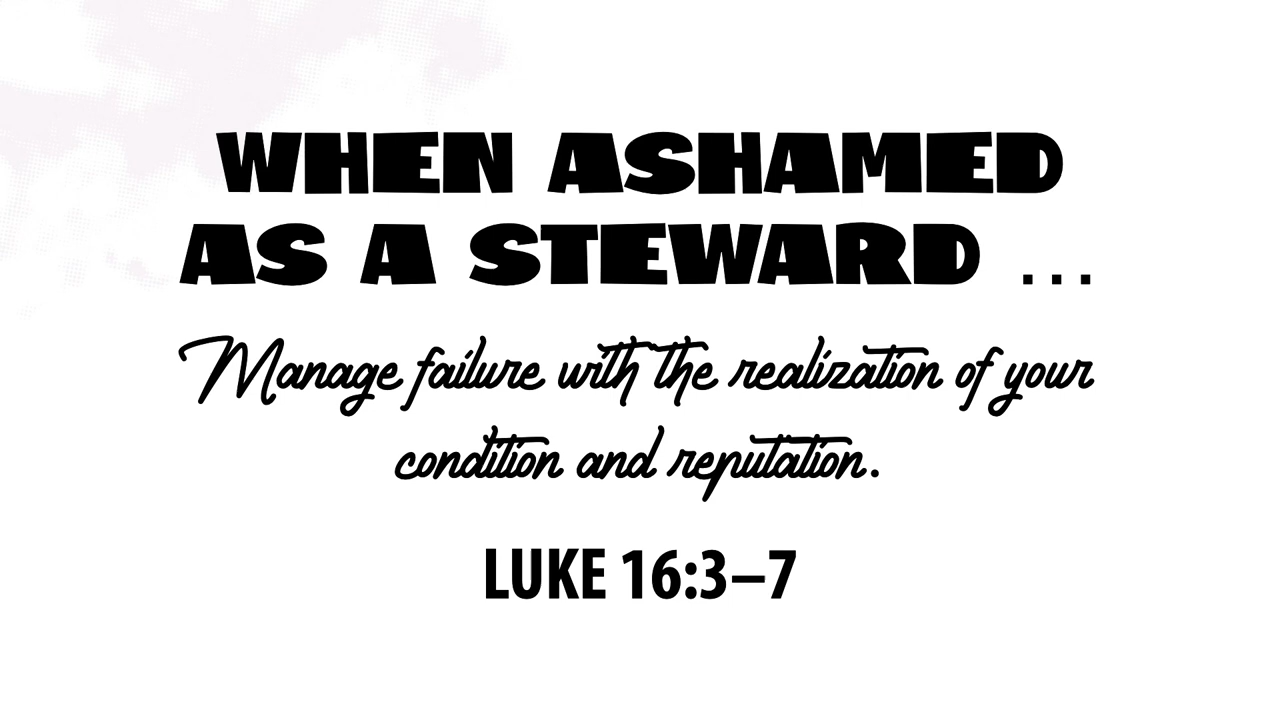 WHEN ASHAMED
AS A STEWARD ...
Manage failure with the realization of your
condition and reputation.
LUKE 16:3–7